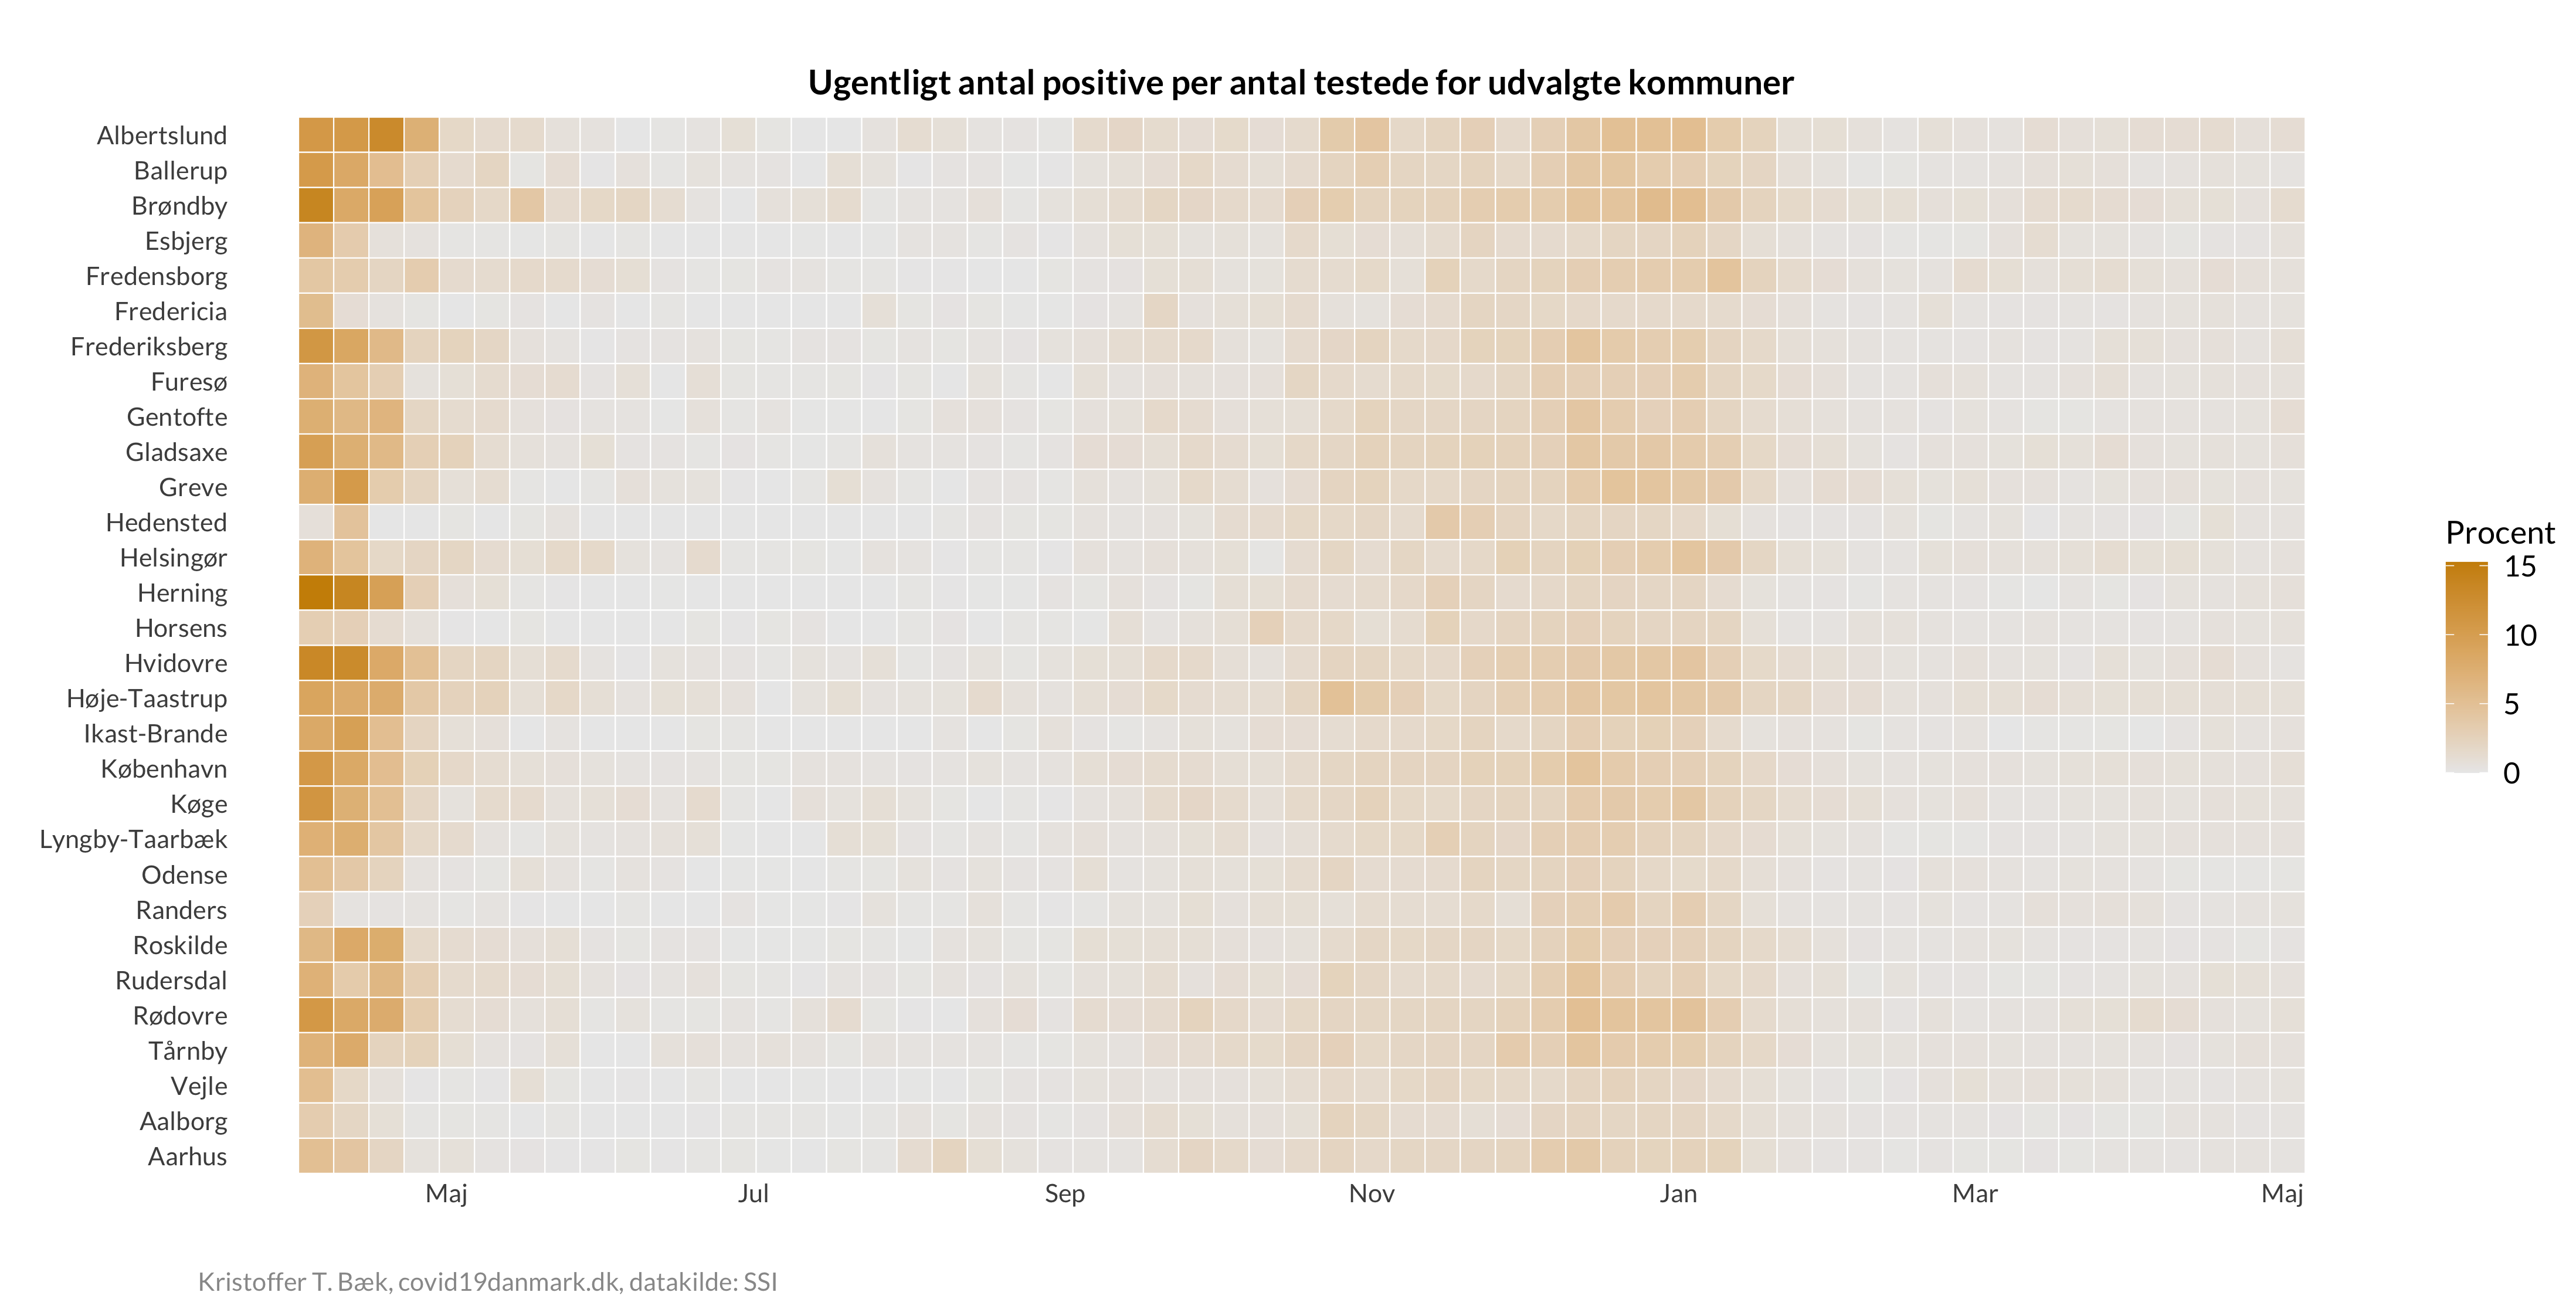 Ugentligt antal positive per antal testede for udvalgte kommuner
Albertslund
Ballerup
Brøndby
Esbjerg
Fredensborg
Fredericia
Frederiksberg
Furesø
Gentofte
Gladsaxe
Greve
Hedensted
Helsingør
Herning
Horsens
Hvidovre
Høje-Taastrup
Ikast-Brande
København
Køge
Lyngby-Taarbæk
Odense
Randers
Roskilde
Rudersdal
Rødovre
Tårnby
Vejle
Aalborg
Aarhus
Maj Jul Sep Nov Jan Mar Maj
Procent
15
10
5
0
Kristoffer T. Bæk, covid19danmark.dk, datakilde: SSI